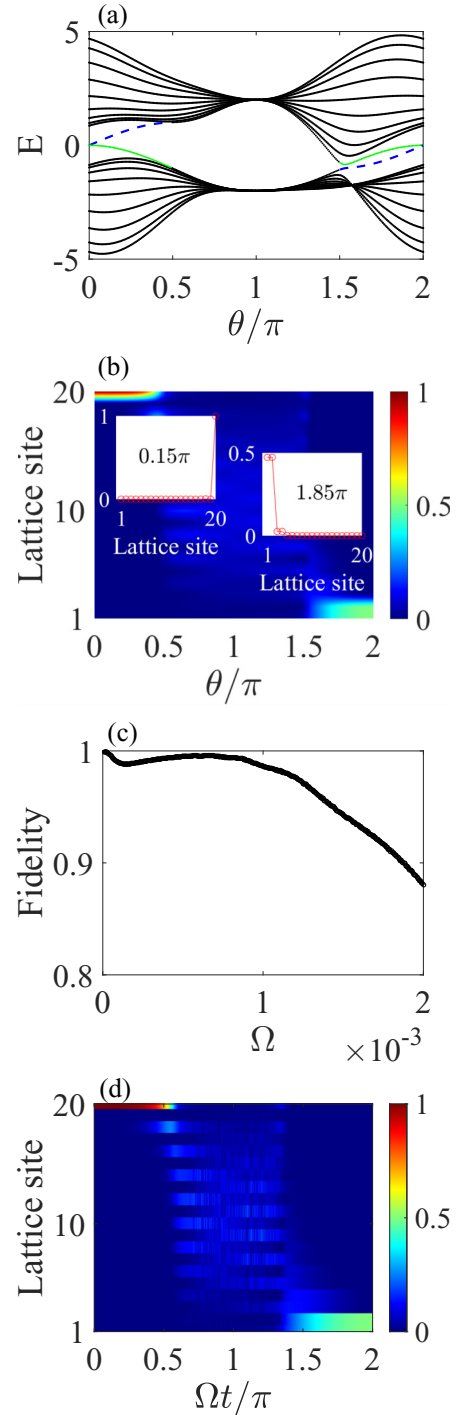 (a)
5
0
-5
E
0 0.5 1 1.5 2
θ/π
(b)
20
10
1
Lattice site
1
0
0.15π
1 20
Lattice site
0.5
0
1.85π
1 20
Lattice site
1
0.5
0
0 0.5 1 1.5 2
θ/π
(c)
1
0.9
0.8
Fidelity
0 1 2
Ω
×10⁻³
(d)
20
10
1
Lattice site
1
0.5
0
0 0.5 1 1.5 2
Ωt/π